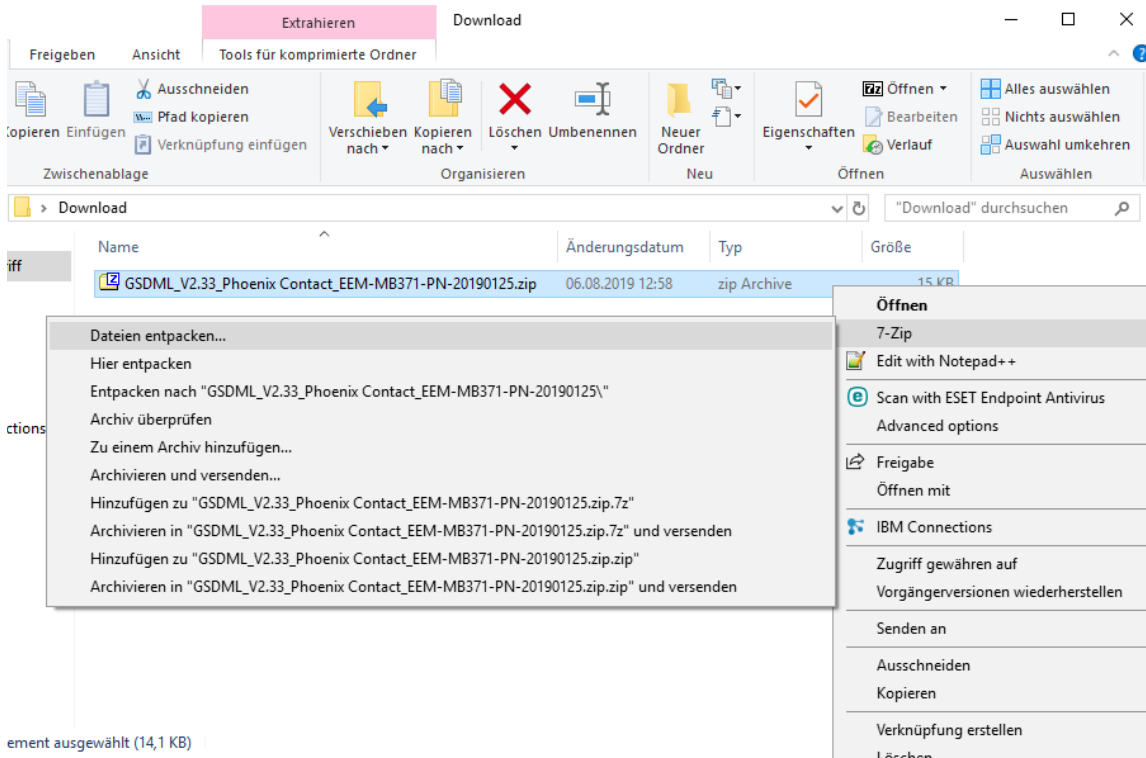 Extrahieren
Download
Freigeben Ansicht Tools für komprimierte Ordner
Kopieren
Einfügen
Ausschneiden
Pfad kopieren
Verknüpfung einfügen
Zwischenablage
Verschieben nach
Kopieren nach
Löschen
Umbenennen
Organisieren
Neuer Ordner
Neu
Eigenschaften
Öffnen
Bearbeiten
Verlauf
Öffnen
Alles auswählen
Nichts auswählen
Auswahl umkehren
Auswählen
Download
"Download" durchsuchen
Name Änderungsdatum Typ Größe
GSDML_V2.33_Phoenix Contact_EEM-MB371-PN-20190125.zip 06.08.2019 12:58 zip Archive 15 KB
riff
ctions
Dateien entpacken...
Hier entpacken
Entpacken nach "GSDML_V2.33_Phoenix Contact_EEM-MB371-PN-20190125\"
Archiv überprüfen
Zu einem Archiv hinzufügen...
Archivieren und versenden...
Hinzufügen zu "GSDML_V2.33_Phoenix Contact_EEM-MB371-PN-20190125.zip.7z"
Archivieren in "GSDML_V2.33_Phoenix Contact_EEM-MB371-PN-20190125.zip.7z" und versenden
Hinzufügen zu "GSDML_V2.33_Phoenix Contact_EEM-MB371-PN-20190125.zip.zip"
Archivieren in "GSDML_V2.33_Phoenix Contact_EEM-MB371-PN-20190125.zip.zip" und versenden
Öffnen
7-Zip
Edit with Notepad++
Scan with ESET Endpoint Antivirus
Advanced options
Freigabe
Öffnen mit
IBM Connections
Zugriff gewähren auf
Vorgängerversionen wiederherstellen
Senden an
Ausschneiden
Kopieren
Verknüpfung erstellen
Löschen
ement ausgewählt (14,1 KB)